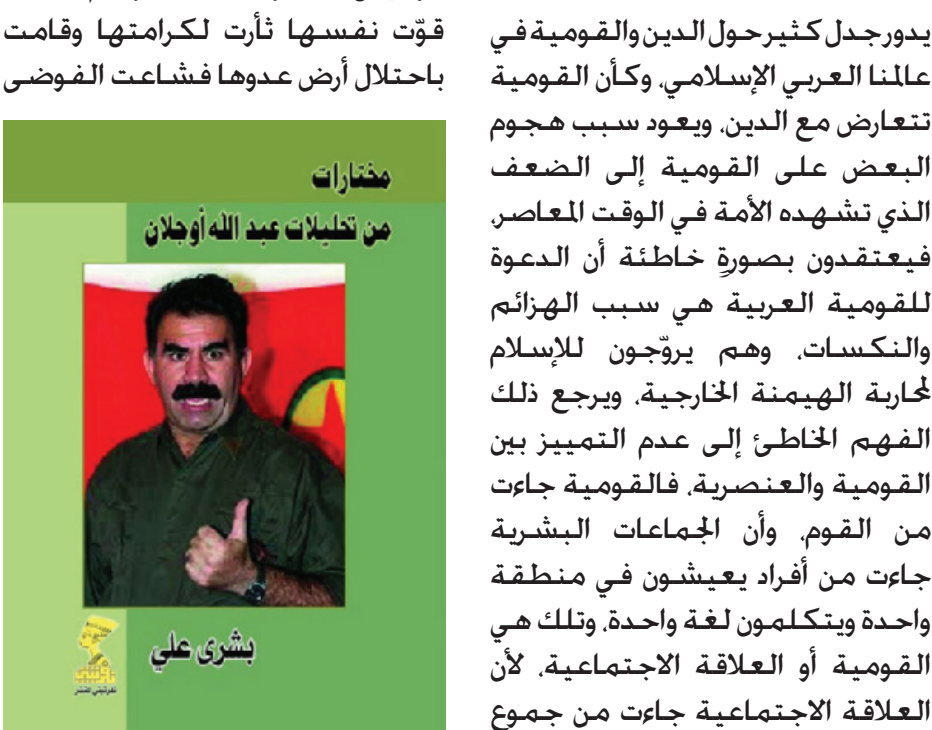 يدور جدل كثير حول الدين والقومية في
عالمنا العربي الإسلامي، وكأن القومية
تتعارض مع الدين، ويعود سبب هجوم
البعض على القومية إلى الضعف
الذي تشهده الأمة في الوقت المعاصر،
فيعتقدون بصورةٍ خاطئة أن الدعوة
للقومية العربية هي سبب الهزائم
والنكسات، وهم يروّجون للإسلام
لمحاربة الهيمنة الخارجية، ويرجع ذلك
الفهم الخاطئ إلى عدم التمييز بين
القومية والعنصرية، فالقومية جاءت
من القوم، وأن الجماعات البشرية
جاءت من أفراد يعيشون في منطقة
واحدة ويتكلمون لغة واحدة، وتلك هي
القومية أو العلاقة الاجتماعية، لأن
العلاقة الاجتماعية جاءت من جموع
قوّت نفسها ثأرت لكرامتها وقامت
باحتلال أرض عدوها فشاعت الفوضى
مختارات
من تحليلات عبد الله أوجلان
بشرى علي